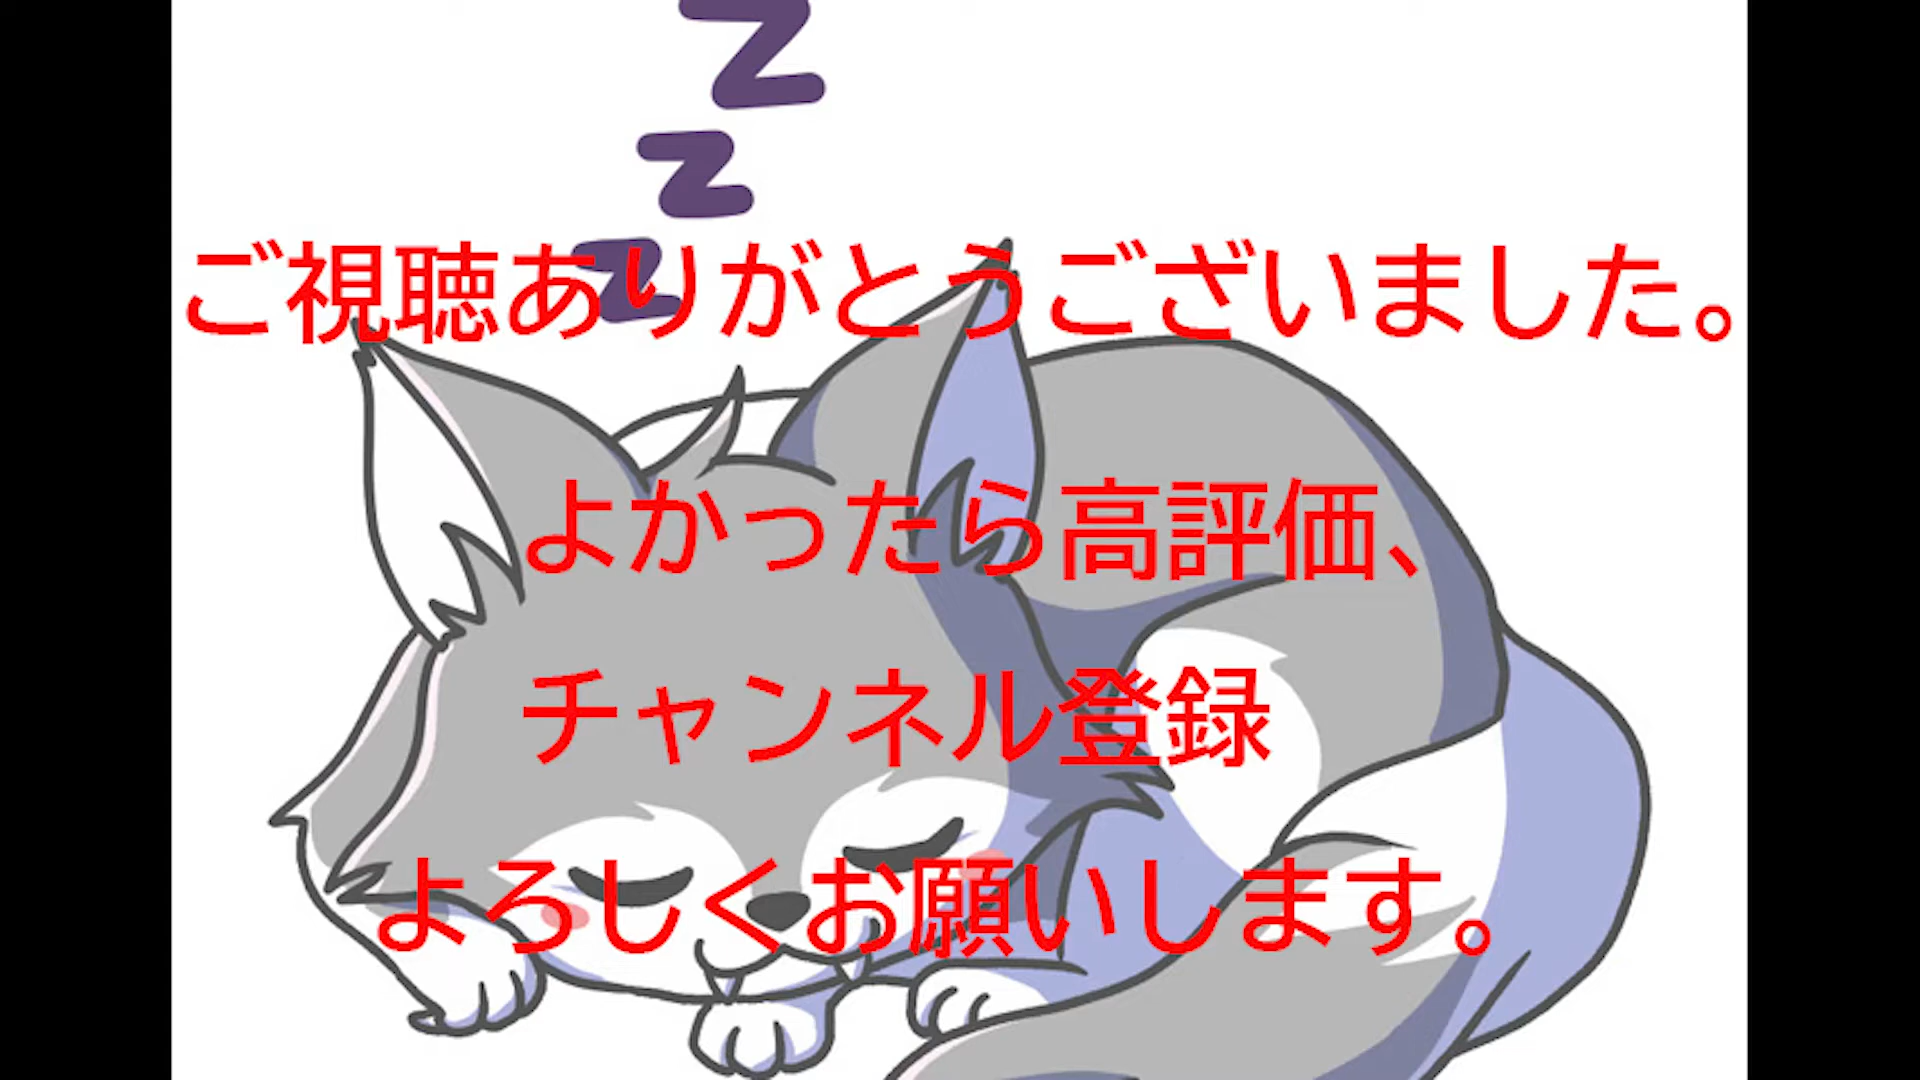 z
z
z
ご視聴ありがとうございました。
よかったら高評価、
チャンネル登録
よろしくお願いします。